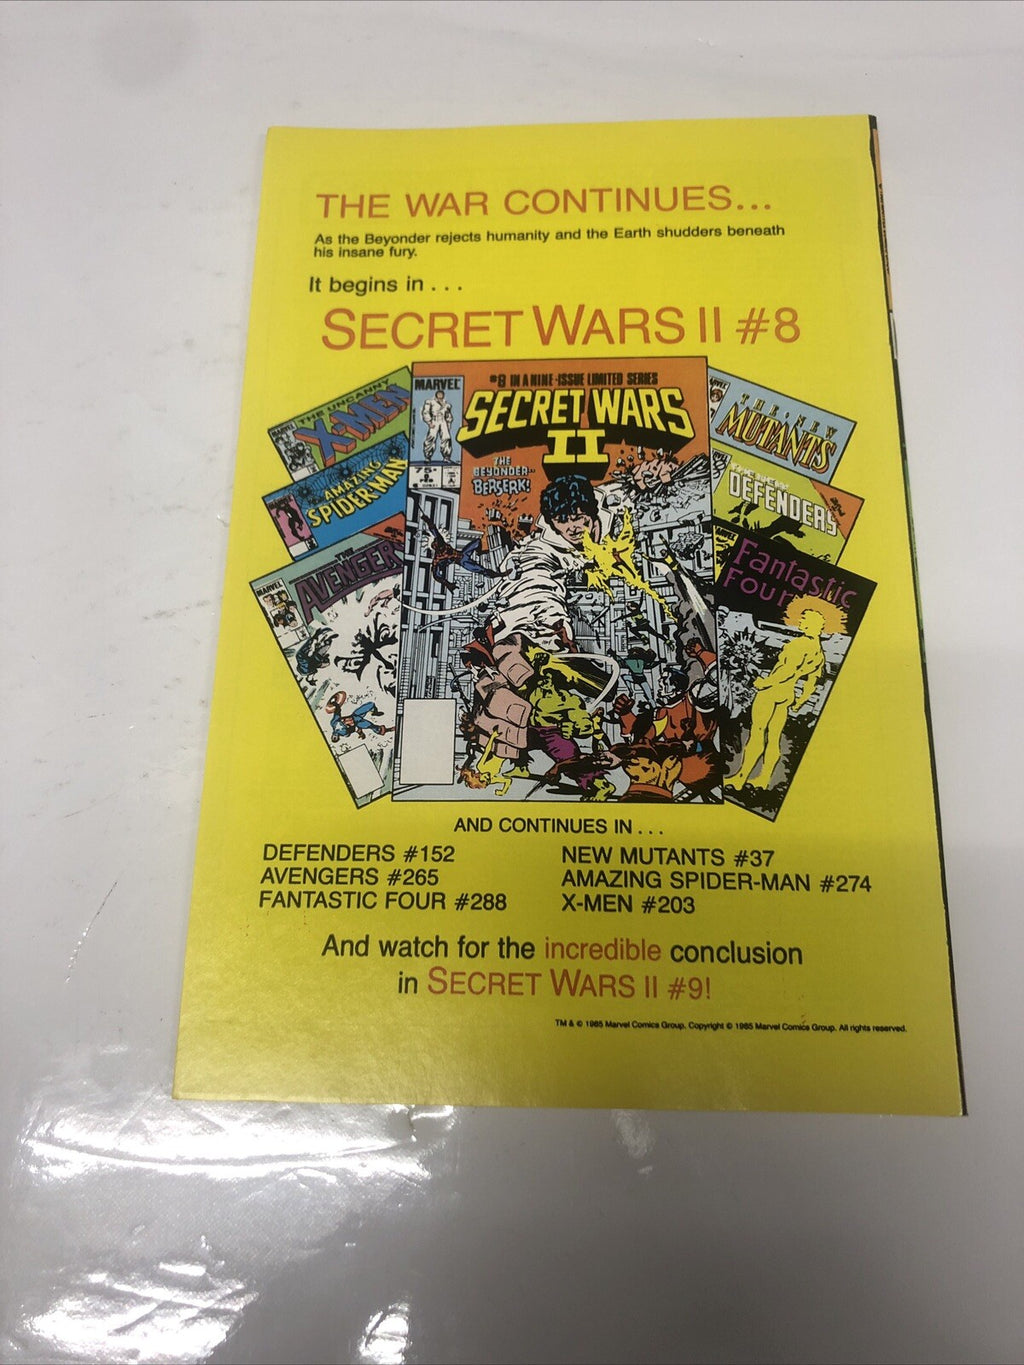 THE WAR CONTINUES...
As the Beyonder rejects humanity and the Earth shudders beneath
his insane fury.
It begins in . . .
SECRET WARS II #8
MARVEL
#8 IN A NINE-ISSUE LIMITED SERIES
SECRET WARS
II
THE
BEYONDER--
BERSERK!
75¢
8
THE UNCANNY
X-MEN
AMAZING
SPIDER-MAN
MARVEL
THE
AVENGERS
THE NEW
MUTANTS
DEFENDERS
Fantastic
Four
AND CONTINUES IN . . .
DEFENDERS #152
AVENGERS #265
FANTASTIC FOUR #288
NEW MUTANTS #37
AMAZING SPIDER-MAN #274
X-MEN #203
And watch for the incredible conclusion
in SECRET WARS II #9!
TM & © 1985 Marvel Comics Group. Copyright © 1985 Marvel Comics Group. All rights reserved.